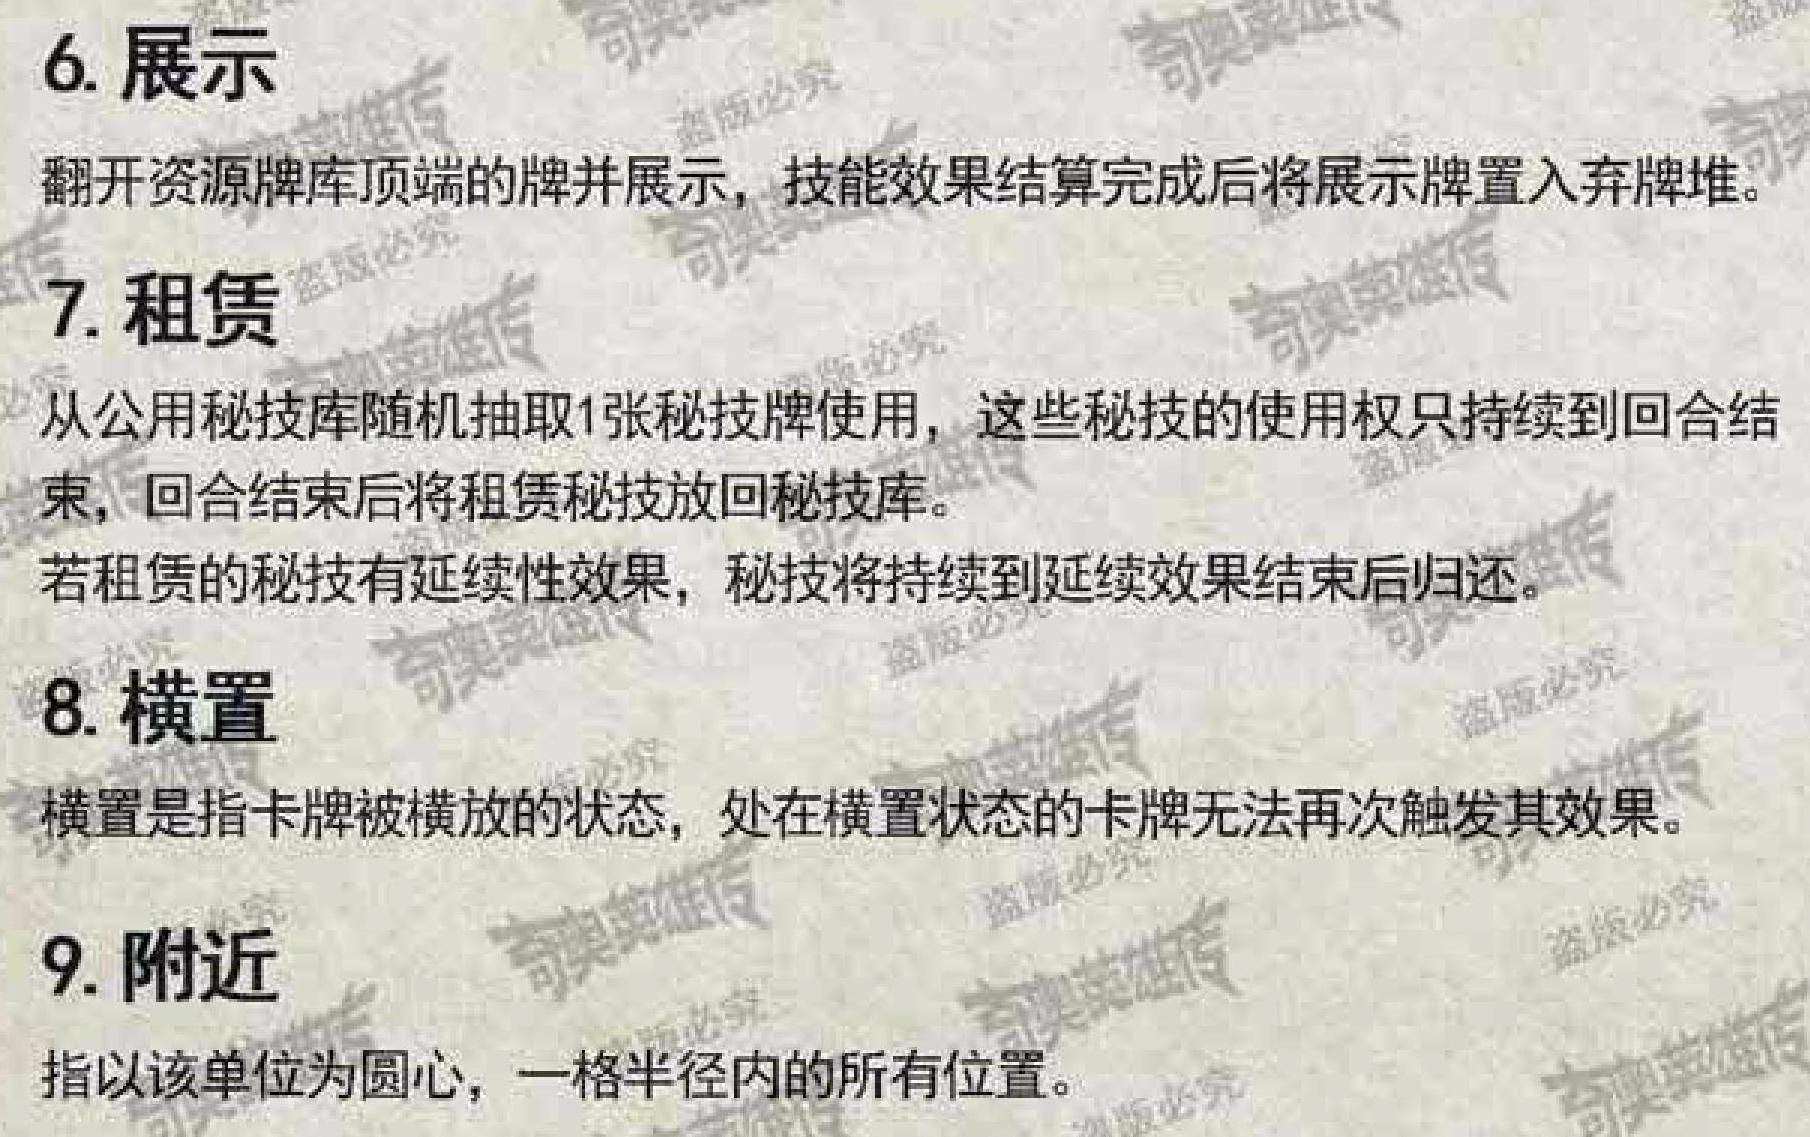 6. 展示
翻开资源牌库顶端的牌并展示，技能效果结算完成后将展示牌置入弃牌堆。
7. 租赁
从公用秘技库随机抽取1张秘技牌使用，这些秘技的使用权只持续到回合结
束，回合结束后将租赁秘技放回秘技库。
若租赁的秘技有延续性效果，秘技将持续到延续效果结束后归还。
8. 横置
横置是指卡牌被横放的状态，处在横置状态的卡牌无法再次触发其效果。
9. 附近
指以该单位为圆心，一格半径内的所有位置。
奇奥英雄传
盗版必究